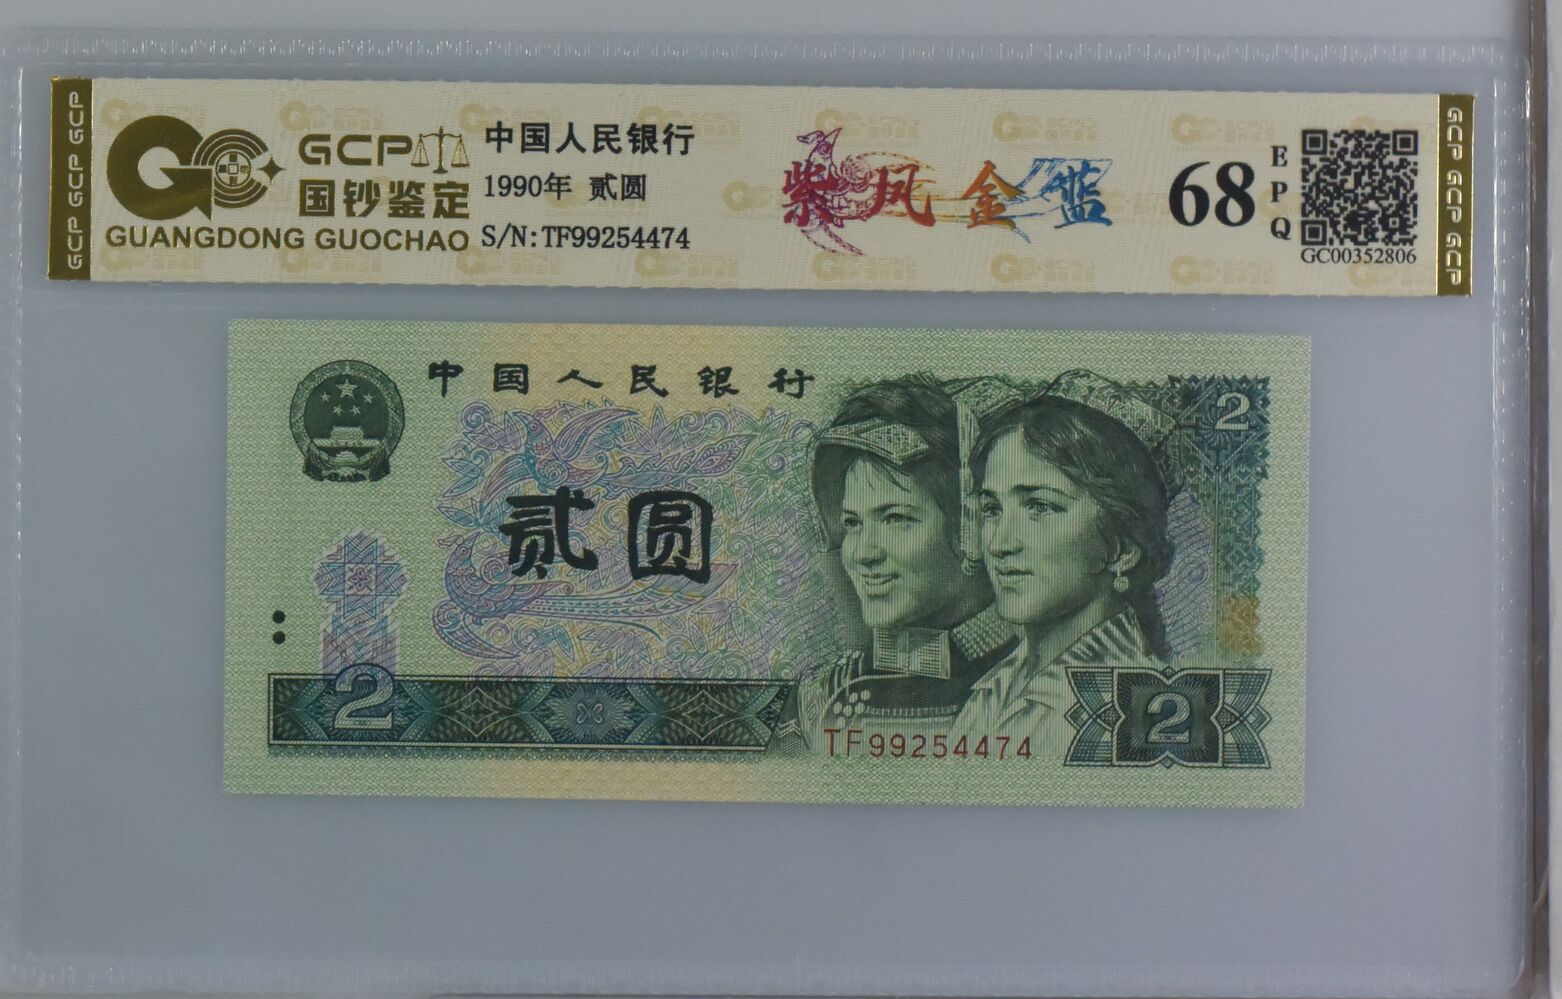 GCP GCP GCP
GCP
国钞鉴定
GUANGDONG GUOCHAO
中国人民银行
1990年 贰圆
S/N:TF99254474
紫凤金蓝
68
EPQ
GC00352806
GCP GCP GCP
中国人民银行
2
贰圆
2
TF99254474
2